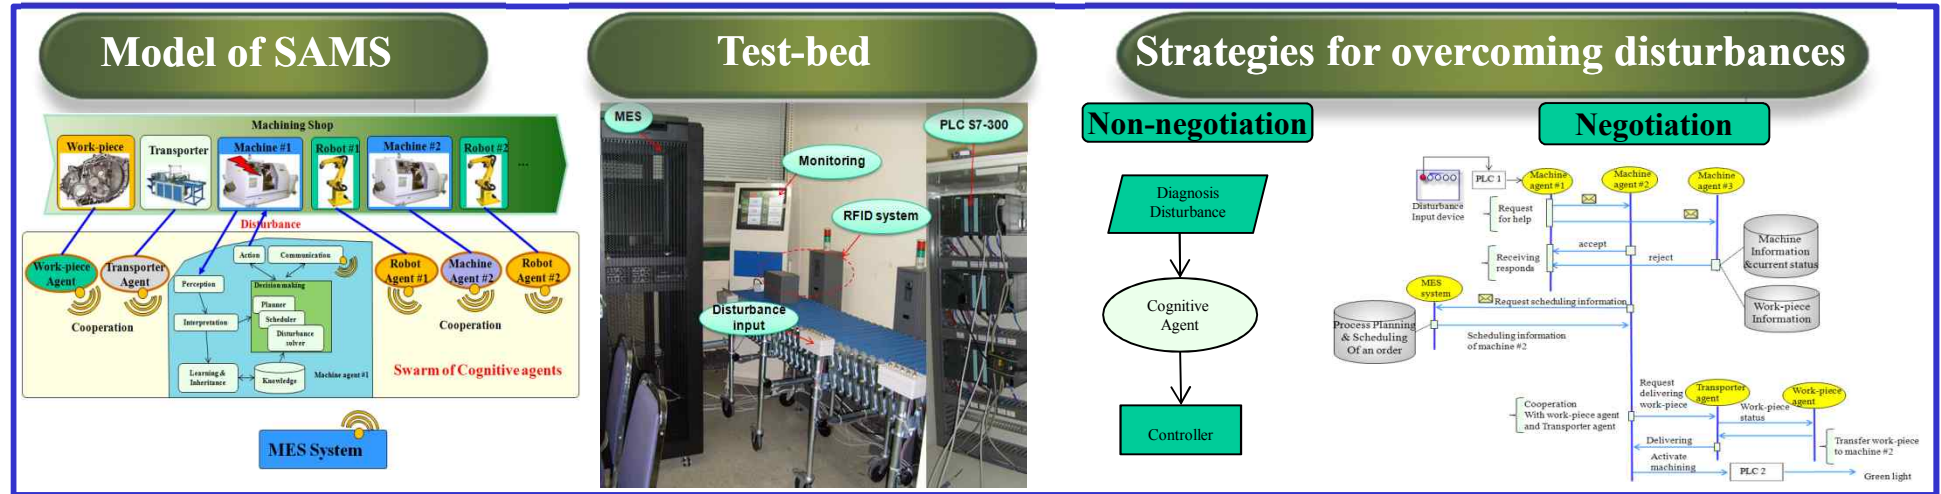 Model of SAMS
Machining Shop
Work-piece
Transporter
Machine #1
Robot #1
Machine #2
Robot #2
...
Disturbance
Work-piece
Agent
Transporter
Agent
Cooperation
Action
Communication
Perception
Decision making
Planner
Scheduler
Disturbance
solver
Interpretation
Learning &
Inheritance
Knowledge
Machine agent #1
Robot
Agent #1
Machine
Agent #2
Robot
Agent #2
Cooperation
Swarm of Cognitive agents
MES System
Test-bed
MES
PLC S7-300
Monitoring
RFID system
Disturbance
input
Strategies for overcoming disturbances
Non-negotiation
Diagnosis
Disturbance
Cognitive
Agent
Controller
Negotiation
Disturbance
Input device
PLC 1
Machine
agent #1
Machine
agent #2
Machine
agent #3
Request
for help
accept
reject
Receiving
responds
Machine
Information
&current status
Work-piece
Information
MES
system
Request scheduling information
Process Planning
& Scheduling
Of an order
Scheduling information
of machine #2
Request
delivering
work-piece
Transporter
agent
Work-piece
agent
Cooperation
With work-piece agent
and Transporter agent
Work-piece
status
Delivering
Transfer work-piece
to machine #2
Activate
machining
PLC 2
Green light